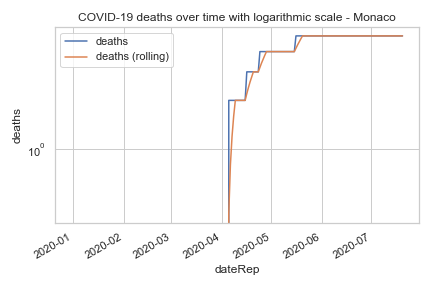 COVID-19 deaths over time with logarithmic scale - Monaco
deaths
deaths (rolling)
deaths
10⁰
2020-01
2020-02
2020-03
2020-04
2020-05
2020-06
2020-07
dateRep